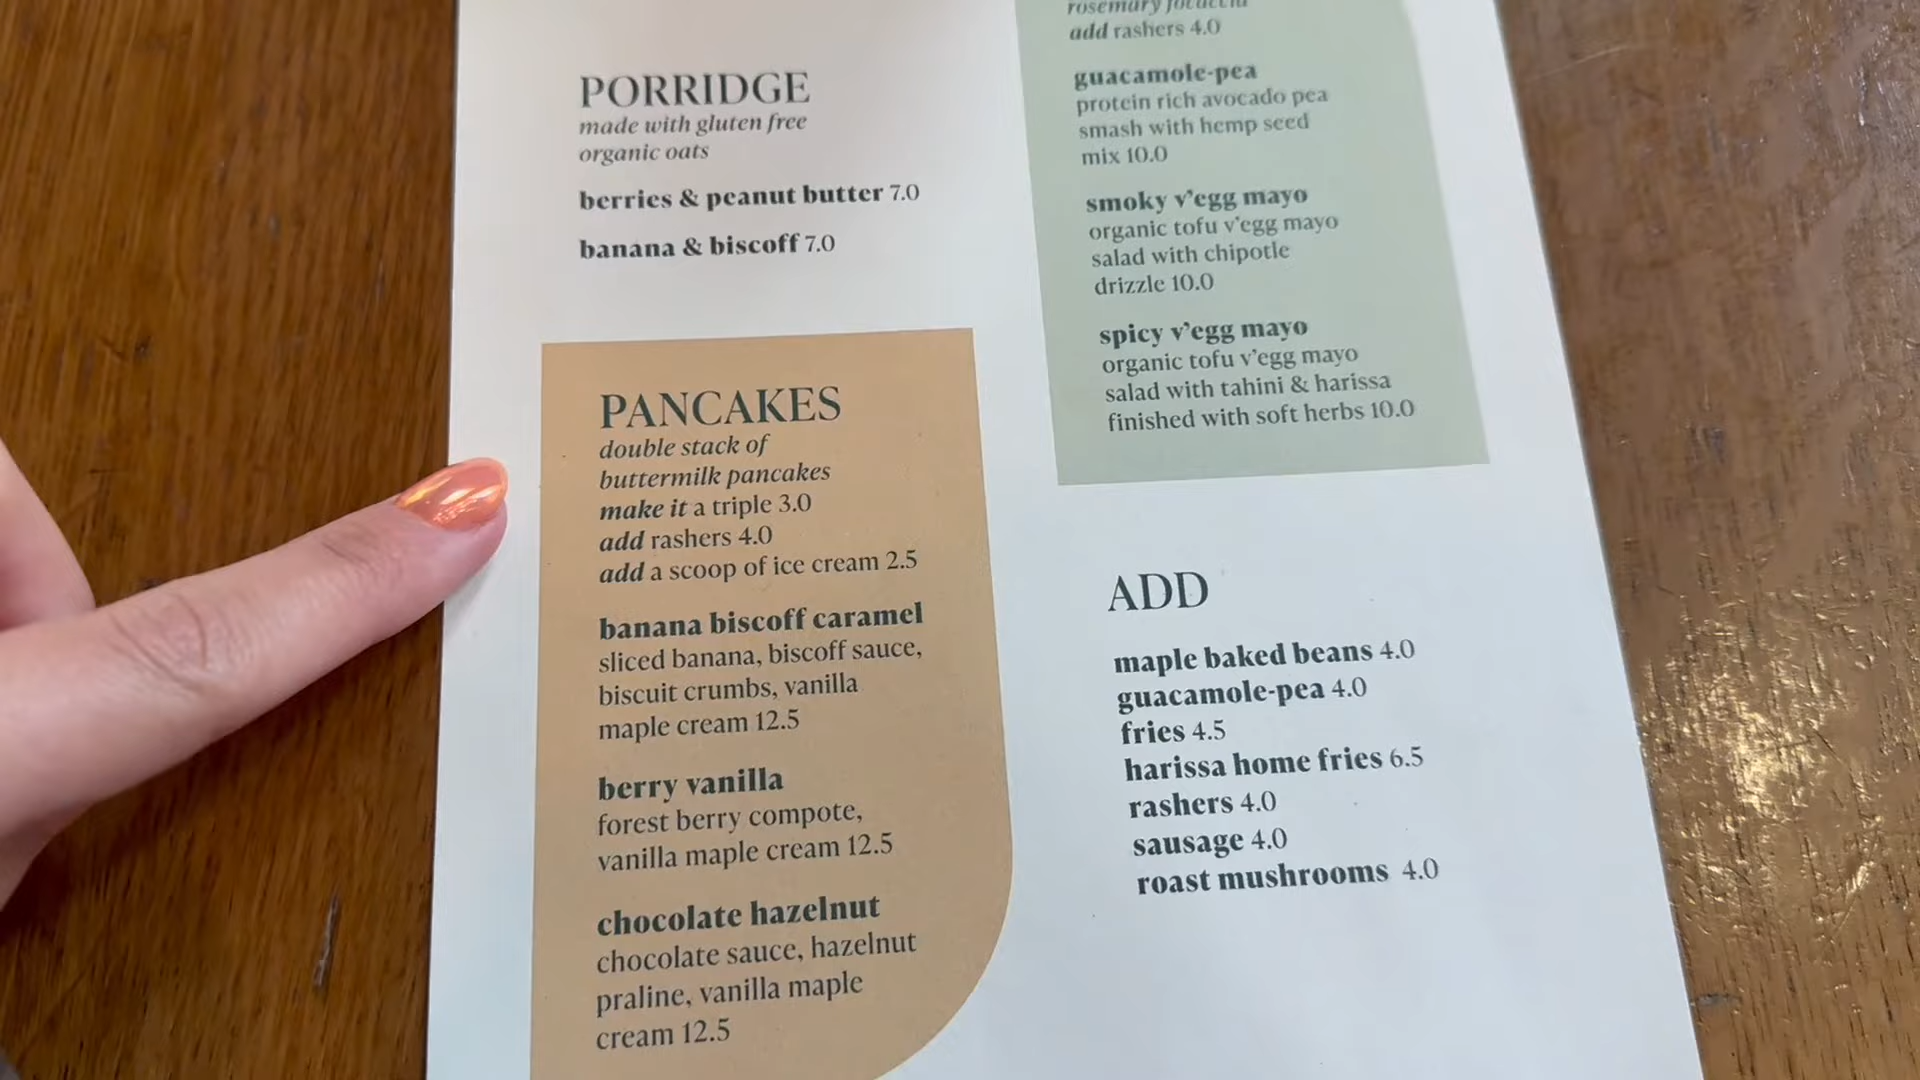 PORRIDGE
made with gluten free
organic oats
berries & peanut butter 7.0
banana & biscoff 7.0
PANCAKES
double stack of
buttermilk pancakes
make it a triple 3.0
add rashers 4.0
add a scoop of ice cream 2.5
banana biscoff caramel
sliced banana, biscoff sauce,
biscuit crumbs, vanilla
maple cream 12.5
berry vanilla
forest berry compote,
vanilla maple cream 12.5
chocolate hazelnut
chocolate sauce, hazelnut
praline, vanilla maple
cream 12.5
rosemary focaccia
add rashers 4.0
guacamole-pea
protein rich avocado pea
smash with hemp seed
mix 10.0
smoky v'egg mayo
organic tofu v'egg mayo
salad with chipotle
drizzle 10.0
spicy v'egg mayo
organic tofu v'egg mayo
salad with tahini & harissa
finished with soft herbs 10.0
ADD
maple baked beans 4.0
guacamole-pea 4.0
fries 4.5
harissa home fries 6.5
rashers 4.0
sausage 4.0
roast mushrooms 4.0